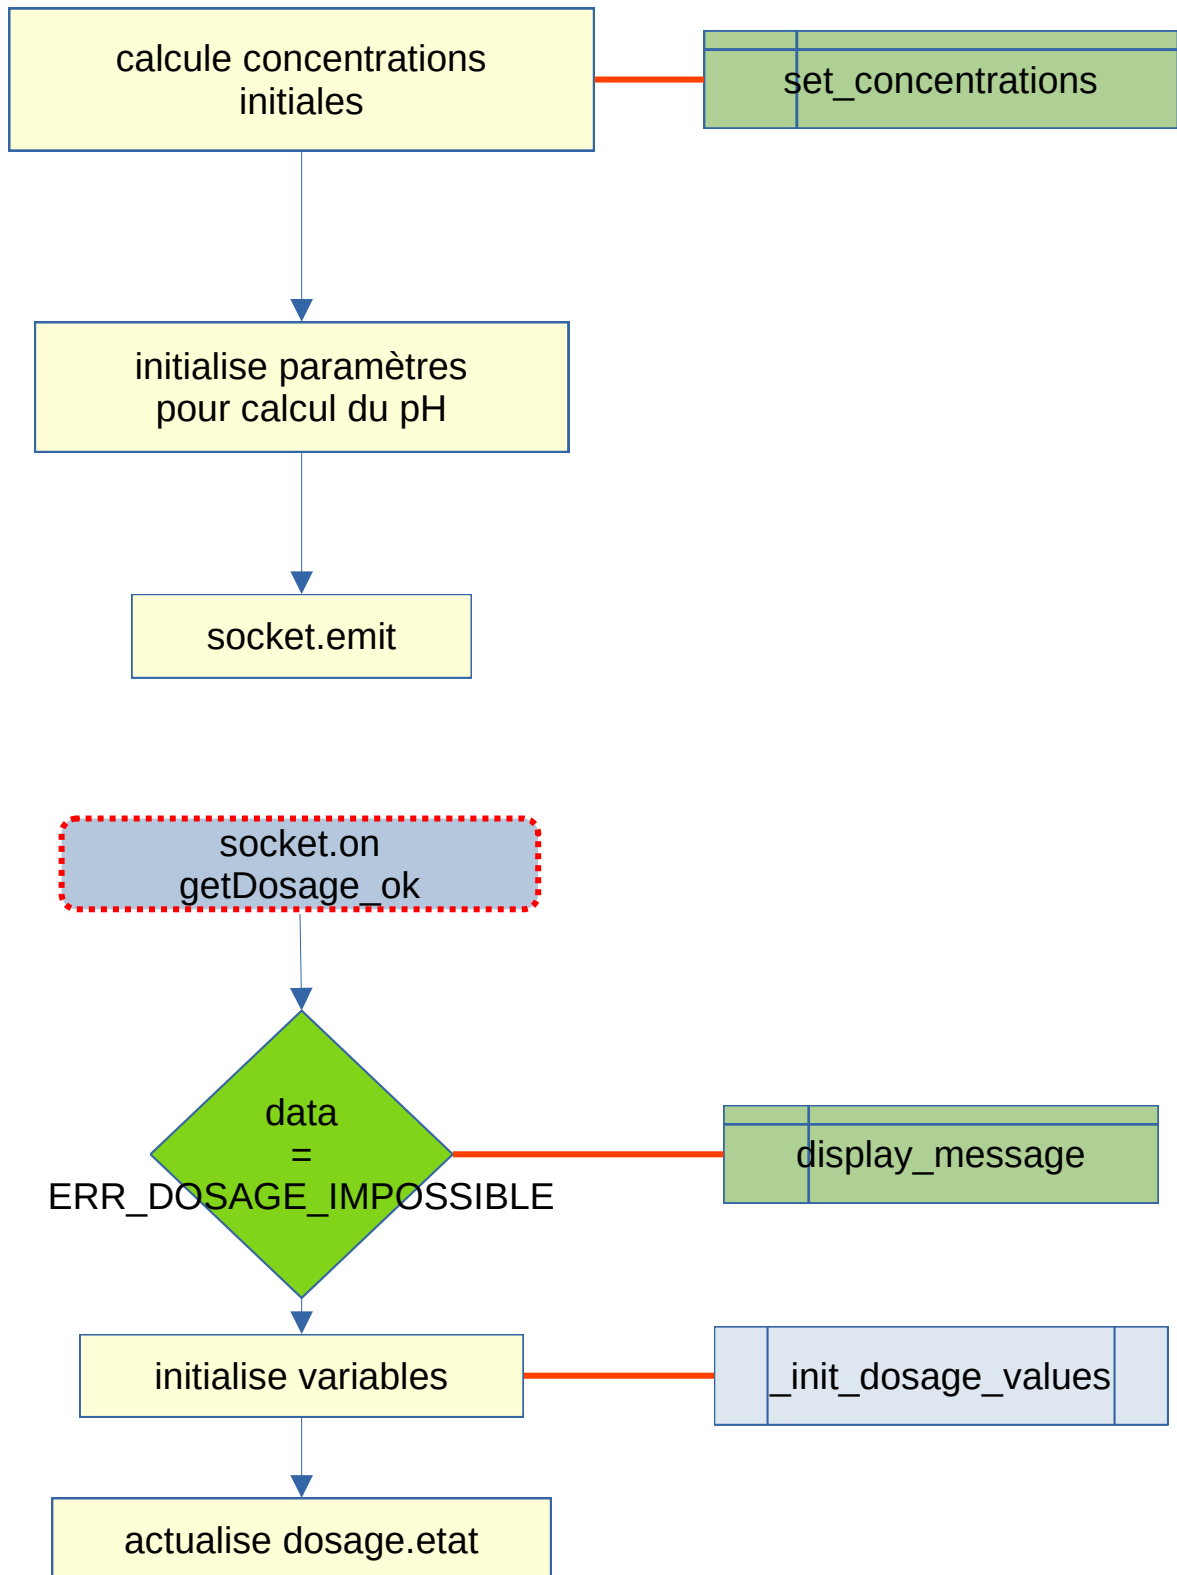 calcule concentrations
initiales
set_concentrations
initialise paramètres
pour calcul du pH
socket.emit
socket.on
getDosage_ok
data
=
ERR_DOSAGE_IMPOSSIBLE
display_message
initialise variables
_init_dosage_values
actualise dosage.etat